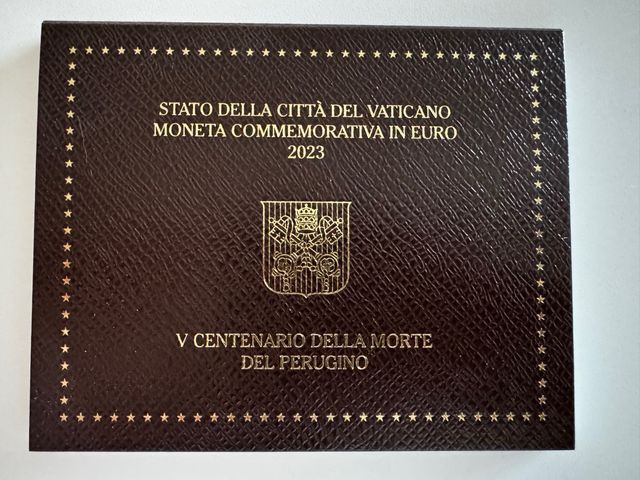 STATO DELLA CITTÀ DEL VATICANO
MONETA COMMEMORATIVA IN EURO
2023
V CENTENARIO DELLA MORTE
DEL PERUGINO